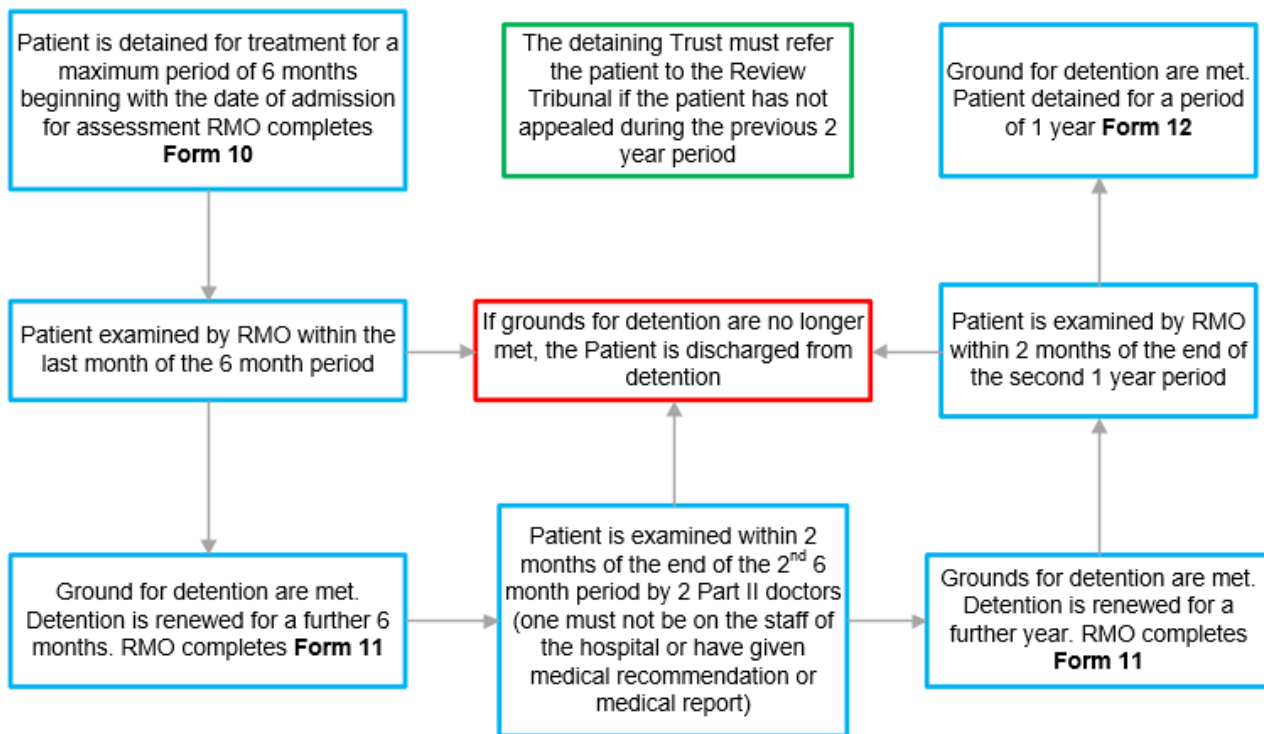 Patient is detained for treatment for a
maximum period of 6 months
beginning with the date of admission
for assessment RMO completes
Form 10
The detaining Trust must refer
the patient to the Review
Tribunal if the patient has not
appealed during the previous 2
year period
Ground for detention are met.
Patient detained for a period
of 1 year Form 12
Patient examined by RMO within the
last month of the 6 month period
If grounds for detention are no longer
met, the Patient is discharged from
detention
Patient is examined by RMO
within 2 months of the end of
the second 1 year period
Ground for detention are met.
Detention is renewed for a further 6
months. RMO completes Form 11
Patient is examined within 2
months of the end of the 2nd 6
month period by 2 Part II doctors
(one must not be on the staff of
the hospital or have given
medical recommendation or
medical report)
Grounds for detention are met.
Detention is renewed for a
further year. RMO completes
Form 11